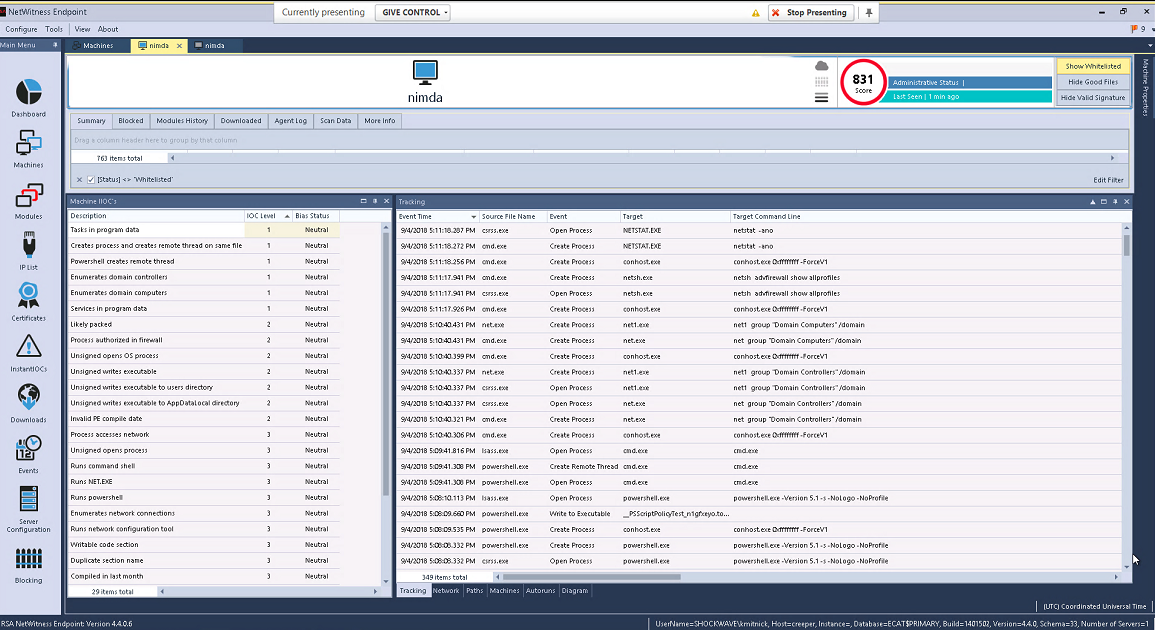 NetWitness Endpoint
Currently presenting
GIVE CONTROL
Stop Presenting
Configure Tools View About
9
Main Menu
Machines
nimda
nimda
nimda
831
Score
Administrative Status |
Last Seen | 1 min ago
Show Whitelisted
Hide Good Files
Hide Valid Signature
Machine Properties
Summary Blocked Modules History Downloaded Agent Log Scan Data More Info
Drag a column header here to group by that column
763 items total
[Status] <> 'Whitelisted'
Edit Filter
Dashboard
Machines
Modules
IP List
Certificates
InstantIOCs
Downloads
Events
Server
Configuration
Blocking
Machine IIOC's
Description IOC Level Bias Status
Tasks in program data 1 Neutral
Creates process and creates remote thread on same file 1 Neutral
Powershell creates remote thread 1 Neutral
Enumerates domain controllers 1 Neutral
Enumerates domain computers 1 Neutral
Services in program data 1 Neutral
Likely packed 2 Neutral
Process authorized in firewall 2 Neutral
Unsigned opens OS process 2 Neutral
Unsigned writes executable 2 Neutral
Unsigned writes executable to users directory 2 Neutral
Unsigned writes executable to AppDataLocal directory 2 Neutral
Invalid PE compile date 2 Neutral
Process accesses network 3 Neutral
Unsigned opens process 3 Neutral
Runs command shell 3 Neutral
Runs NET.EXE 3 Neutral
Runs powershell 3 Neutral
Enumerates network connections 3 Neutral
Runs network configuration tool 3 Neutral
Writable code section 3 Neutral
Duplicate section name 3 Neutral
Compiled in last month 3 Neutral
29 items total
Tracking
Event Time Source File Name Event Target Target Command Line
9/4/2018 5:11:18.287 PM csrss.exe Open Process NETSTAT.EXE netstat -ano
9/4/2018 5:11:18.272 PM cmd.exe Create Process NETSTAT.EXE netstat -ano
9/4/2018 5:11:18.256 PM cmd.exe Create Process conhost.exe conhost.exe 0xffffffff -ForceV1
9/4/2018 5:11:17.941 PM cmd.exe Create Process netsh.exe netsh advfirewall show allprofiles
9/4/2018 5:11:17.941 PM csrss.exe Open Process netsh.exe netsh advfirewall show allprofiles
9/4/2018 5:11:17.926 PM cmd.exe Create Process conhost.exe conhost.exe 0xffffffff -ForceV1
9/4/2018 5:10:40.431 PM net.exe Create Process net1.exe net1 group "Domain Computers" /domain
9/4/2018 5:10:40.431 PM cmd.exe Create Process net.exe net group "Domain Computers" /domain
9/4/2018 5:10:40.399 PM cmd.exe Create Process conhost.exe conhost.exe 0xffffffff -ForceV1
9/4/2018 5:10:40.337 PM net.exe Create Process net1.exe net1 group "Domain Controllers" /domain
9/4/2018 5:10:40.337 PM csrss.exe Open Process net1.exe net1 group "Domain Controllers" /domain
9/4/2018 5:10:40.337 PM csrss.exe Open Process net.exe net group "Domain Controllers" /domain
9/4/2018 5:10:40.321 PM cmd.exe Create Process net.exe net group "Domain Controllers" /domain
9/4/2018 5:10:40.306 PM cmd.exe Create Process conhost.exe conhost.exe 0xffffffff -ForceV1
9/4/2018 5:09:41.816 PM lsass.exe Open Process cmd.exe cmd.exe
9/4/2018 5:09:41.308 PM powershell.exe Create Remote Thread cmd.exe cmd.exe
9/4/2018 5:09:41.308 PM powershell.exe Open Process cmd.exe cmd.exe
9/4/2018 5:08:10.113 PM lsass.exe Open Process powershell.exe powershell.exe -Version 5.1 -s -NoLogo -NoProfile
9/4/2018 5:08:09.660 PM powershell.exe Write to Executable __PSScriptPolicyTest_n1gfxeyo.to...
9/4/2018 5:08:09.535 PM powershell.exe Create Process conhost.exe conhost.exe 0xffffffff -ForceV1
9/4/2018 5:08:08.332 PM powershell.exe Create Process powershell.exe powershell.exe -Version 5.1 -s -NoLogo -NoProfile
9/4/2018 5:08:08.332 PM csrss.exe Open Process powershell.exe powershell.exe -Version 5.1 -s -NoLogo -NoProfile
349 items total
Tracking Network Paths Machines Autoruns Diagram
(UTC) Coordinated Universal Time
RSA NetWitness Endpoint: Version 4.4.0.6
UserName=SHOCKWAVE\kmitnick, Host=creeper, Instance=, Database=ECAT$PRIMARY, Build=1401502, Version=4.4.0, Schema=33, Number of Servers=1